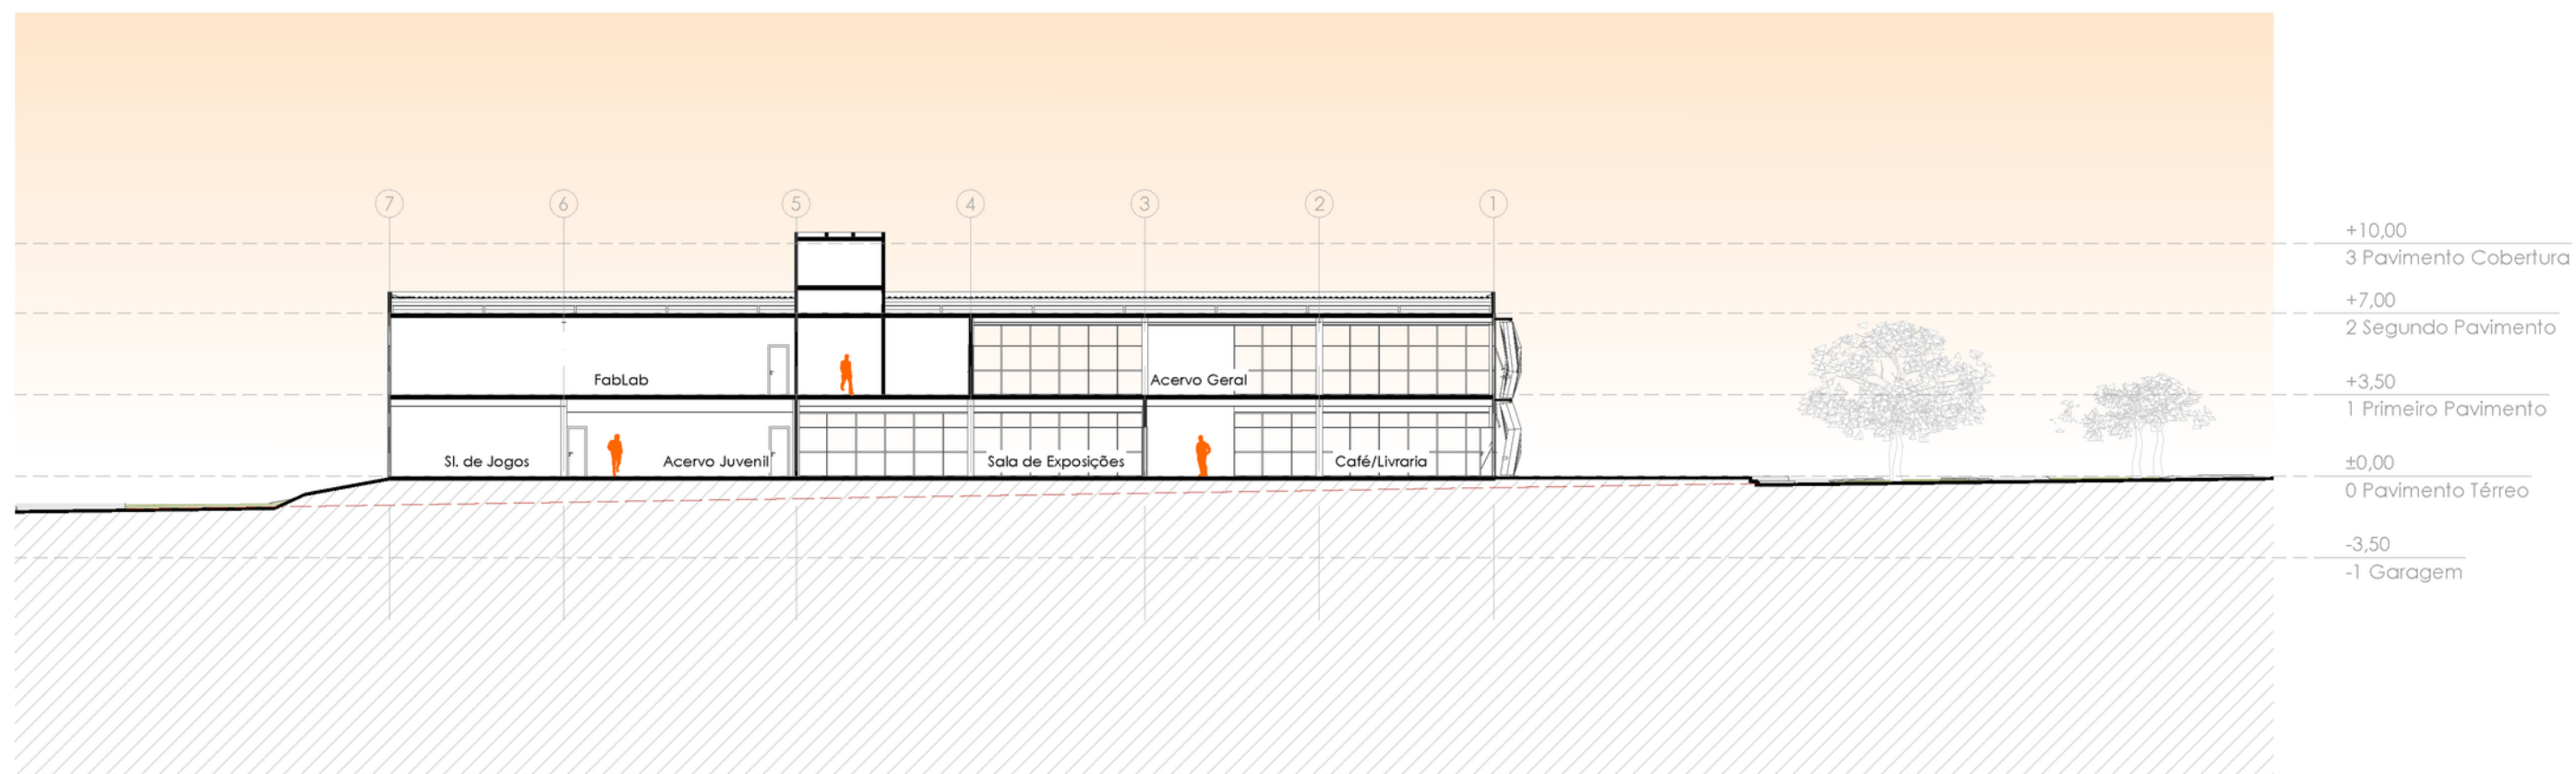 7
6
5
4
3
2
1
+10,00
3 Pavimento Cobertura
+7,00
2 Segundo Pavimento
+3,50
1 Primeiro Pavimento
±0,00
0 Pavimento Térreo
-3,50
-1 Garagem
FabLab
Acervo Geral
Sl. de Jogos
Acervo Juvenil
Sala de Exposições
Café/Livraria